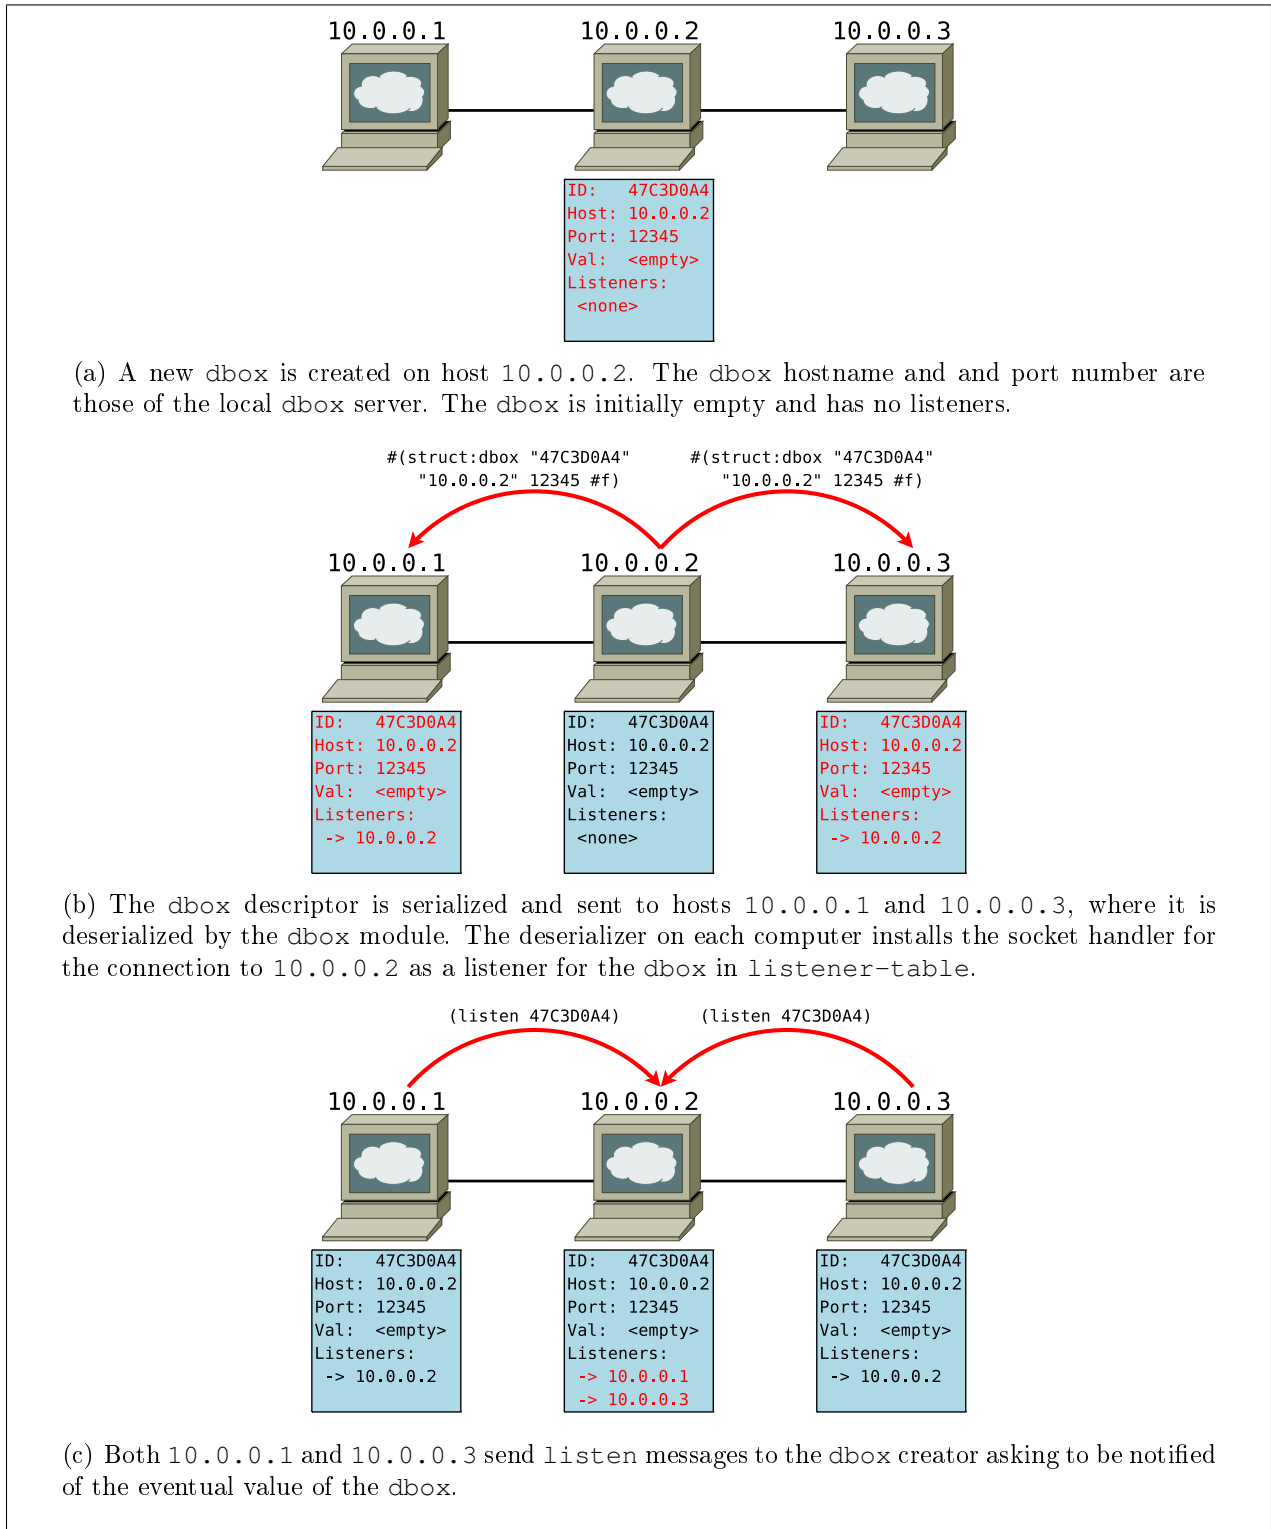 10.0.0.1 10.0.0.2 10.0.0.3
ID: 47C3D0A4
Host: 10.0.0.2
Port: 12345
Val: <empty>
Listeners:
<none>
(a) A new dbox is created on host 10.0.0.2. The dbox hostname and and port number are
those of the local dbox server. The dbox is initially empty and has no listeners.
#(struct:dbox "47C3D0A4"
"10.0.0.2" 12345 #f)
#(struct:dbox "47C3D0A4"
"10.0.0.2" 12345 #f)
10.0.0.1 10.0.0.2 10.0.0.3
ID: 47C3D0A4
Host: 10.0.0.2
Port: 12345
Val: <empty>
Listeners:
-> 10.0.0.2
ID: 47C3D0A4
Host: 10.0.0.2
Port: 12345
Val: <empty>
Listeners:
<none>
ID: 47C3D0A4
Host: 10.0.0.2
Port: 12345
Val: <empty>
Listeners:
-> 10.0.0.2
(b) The dbox descriptor is serialized and sent to hosts 10.0.0.1 and 10.0.0.3, where it is
deserialized by the dbox module. The deserializer on each computer installs the socket handler for
the connection to 10.0.0.2 as a listener for the dbox in listener-table.
(listen 47C3D0A4) (listen 47C3D0A4)
10.0.0.1 10.0.0.2 10.0.0.3
ID: 47C3D0A4
Host: 10.0.0.2
Port: 12345
Val: <empty>
Listeners:
-> 10.0.0.2
ID: 47C3D0A4
Host: 10.0.0.2
Port: 12345
Val: <empty>
Listeners:
-> 10.0.0.1
-> 10.0.0.3
ID: 47C3D0A4
Host: 10.0.0.2
Port: 12345
Val: <empty>
Listeners:
-> 10.0.0.2
(c) Both 10.0.0.1 and 10.0.0.3 send listen messages to the dbox creator asking to be notified
of the eventual value of the dbox.